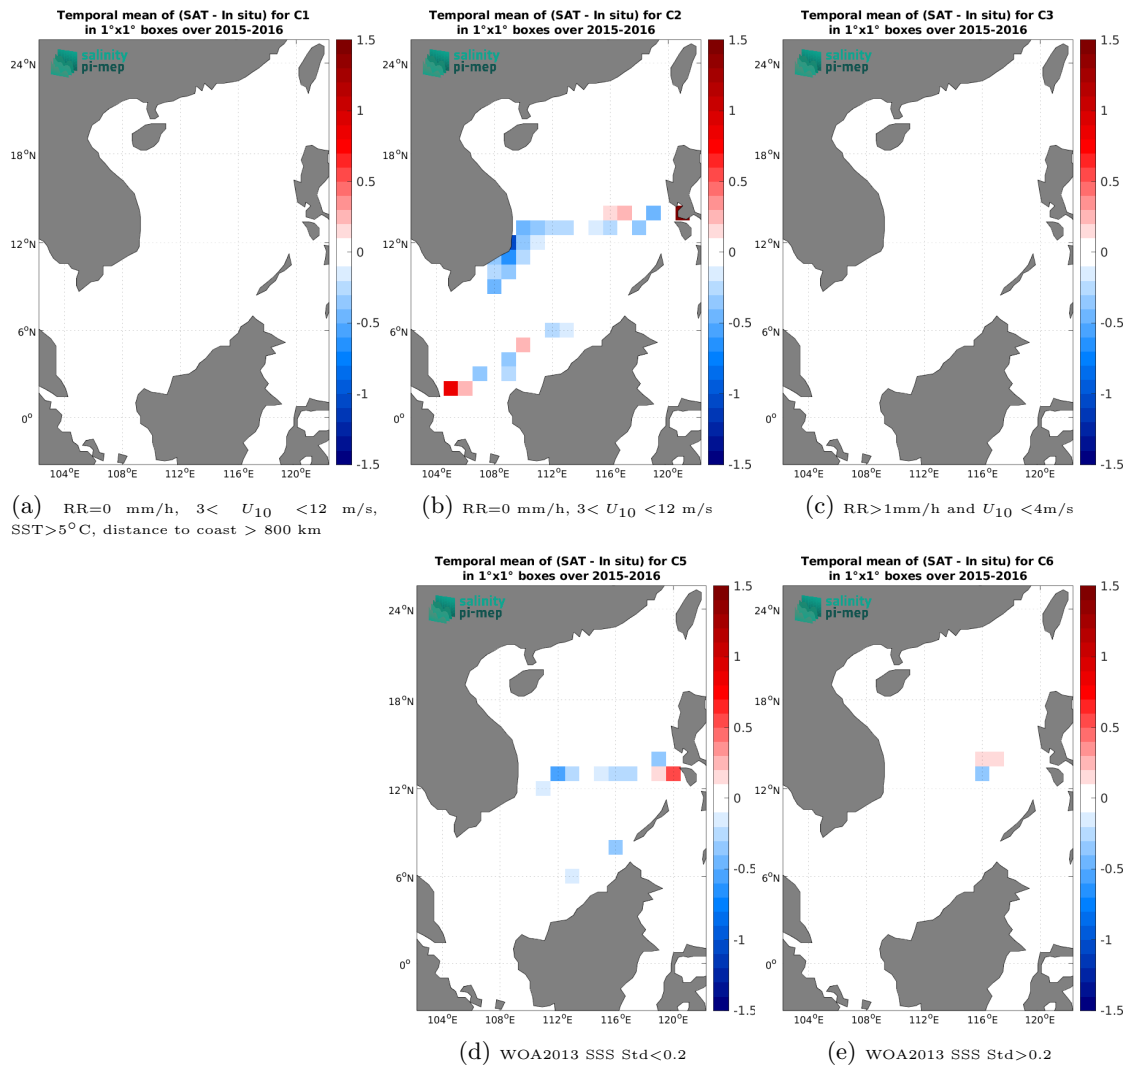 Temporal mean of (SAT - In situ) for C1
in 1°x1° boxes over 2015-2016
salinity
pi-mep
24°N
18°N
12°N
6°N
0°
104°E 108°E 112°E 116°E 120°E
1.5
1
0.5
0
-0.5
-1
-1.5
(a) RR=0 mm/h, 3< U10 <12 m/s,
SST>5°C, distance to coast > 800 km
Temporal mean of (SAT - In situ) for C2
in 1°x1° boxes over 2015-2016
salinity
pi-mep
24°N
18°N
12°N
6°N
0°
104°E 108°E 112°E 116°E 120°E
1.5
1
0.5
0
-0.5
-1
-1.5
(b) RR=0 mm/h, 3< U10 <12 m/s
Temporal mean of (SAT - In situ) for C3
in 1°x1° boxes over 2015-2016
salinity
pi-mep
24°N
18°N
12°N
6°N
0°
104°E 108°E 112°E 116°E 120°E
1.5
1
0.5
0
-0.5
-1
-1.5
(c) RR>1mm/h and U10 <4m/s
Temporal mean of (SAT - In situ) for C5
in 1°x1° boxes over 2015-2016
salinity
pi-mep
24°N
18°N
12°N
6°N
0°
104°E 108°E 112°E 116°E 120°E
1.5
1
0.5
0
-0.5
-1
-1.5
(d) WOA2013 SSS Std<0.2
Temporal mean of (SAT - In situ) for C6
in 1°x1° boxes over 2015-2016
salinity
pi-mep
24°N
18°N
12°N
6°N
0°
104°E 108°E 112°E 116°E 120°E
1.5
1
0.5
0
-0.5
-1
-1.5
(e) WOA2013 SSS Std>0.2